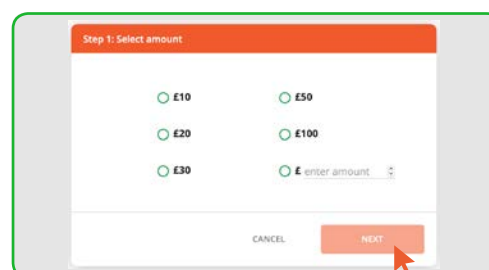 Step 1: Select amount
£10 £50
£20 £100
£30 £ enter amount
CANCEL NEXT